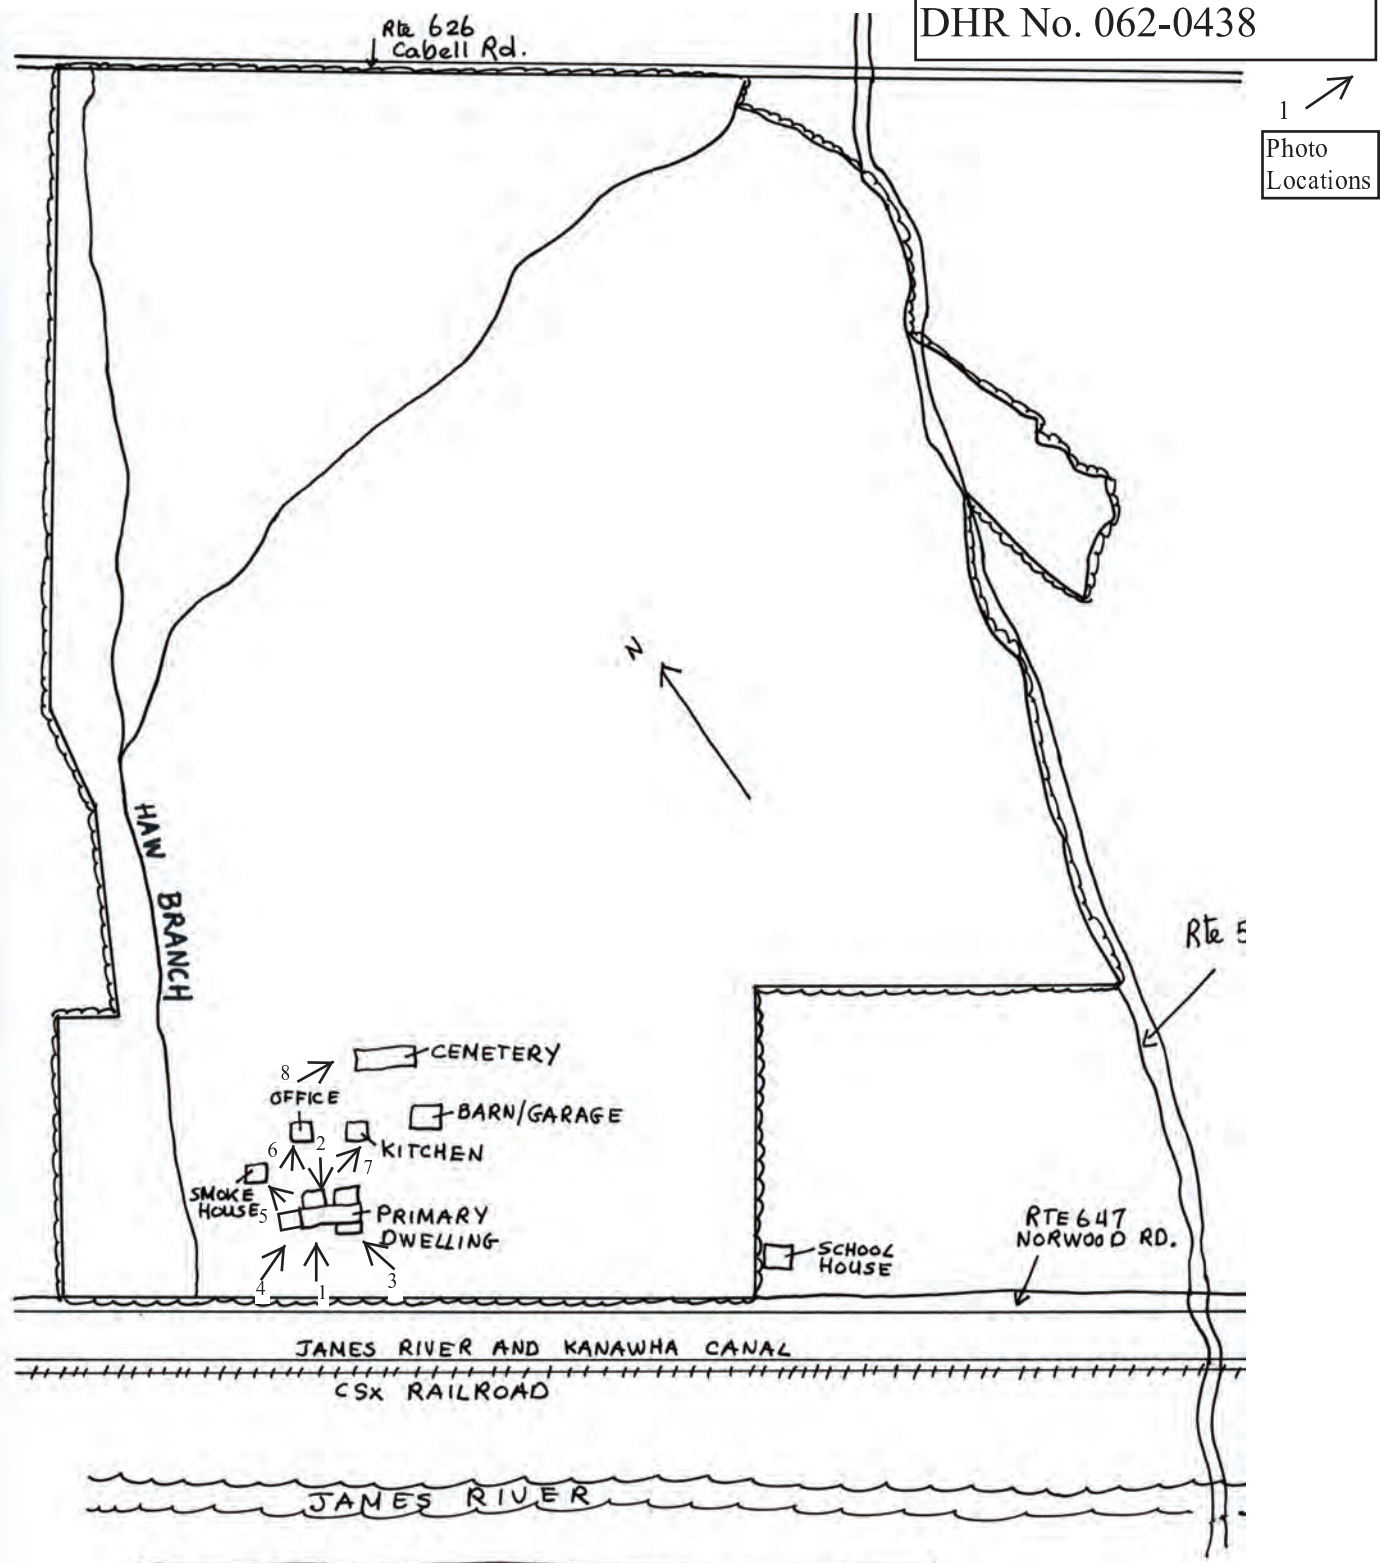 DHR No. 062-0438
Rte 626
Cabell Rd.
1
Photo
Locations
N
HAW BRANCH
Rte 5
CEMETERY
8
OFFICE
BARN/GARAGE
6
2
KITCHEN
7
SMOKE
HOUSE
5
PRIMARY
DWELLING
4
1
3
SCHOOL
HOUSE
RTE 647
NORWOOD RD.
JAMES RIVER AND KANAWHA CANAL
CSX RAILROAD
JAMES RIVER